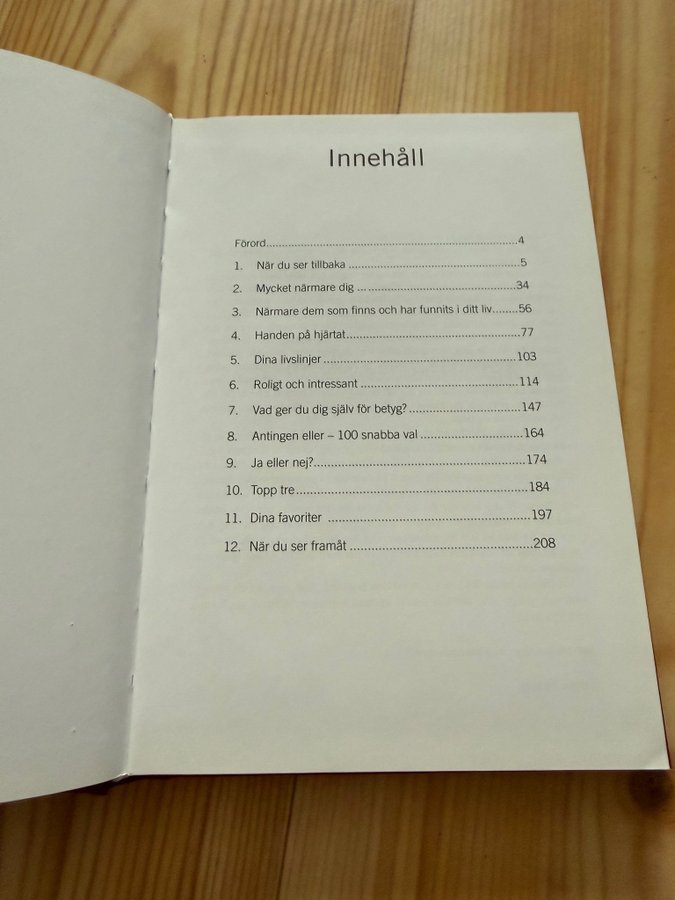 Innehåll
Förord..........................................................................4
1. När du ser tillbaka ..................................................5
2. Mycket närmare dig ... ............................................34
3. Närmare dem som finns och har funnits i ditt liv.......56
4. Handen på hjärtat...................................................77
5. Dina livslinjer .......................................................103
6. Roligt och intressant .............................................114
7. Vad ger du dig själv för betyg?................................147
8. Antingen eller – 100 snabba val .............................164
9. Ja eller nej?..........................................................174
10. Topp tre...............................................................184
11. Dina favoriter .......................................................197
12. När du ser framåt ..................................................208